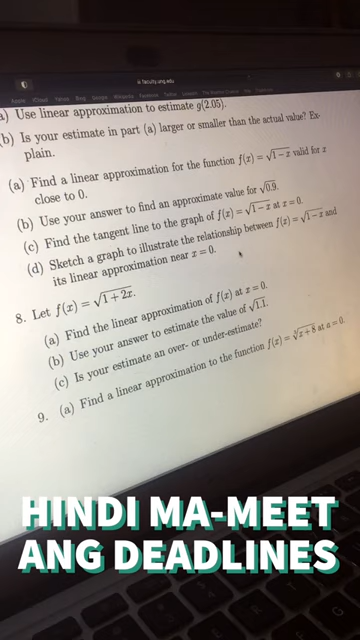 faculty.ung.edu
a) Use linear approximation to estimate g(2.05).
(b) Is your estimate in part (a) larger or smaller than the actual value? Ex-
plain.
(a) Find a linear approximation for the function f(x) = √1 − x valid for x
close to 0.
(b) Use your answer to find an approximate value for √0.9.
(c) Find the tangent line to the graph of f(x) = √1 − x at x = 0.
(d) Sketch a graph to illustrate the relationship between f(x) = √1 − x and
its linear approximation near x = 0.
8. Let f(x) = √1 + 2x.
(a) Find the linear approximation of f(x) at x = 0.
(b) Use your answer to estimate the value of √1.1.
(c) Is your estimate an over- or under-estimate?
9. (a) Find a linear approximation to the function f(x) = ∛x + 8 at a = 0.
HINDI MA-MEET
ANG DEADLINES